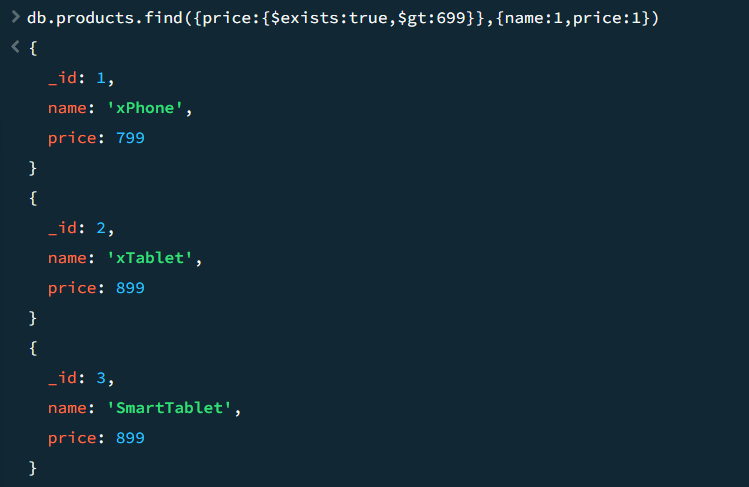 > db.products.find({price:{$exists:true,$gt:699}},{name:1,price:1})
< {
_id: 1,
name: 'xPhone',
price: 799
}
{
_id: 2,
name: 'xTablet',
price: 899
}
{
_id: 3,
name: 'SmartTablet',
price: 899
}